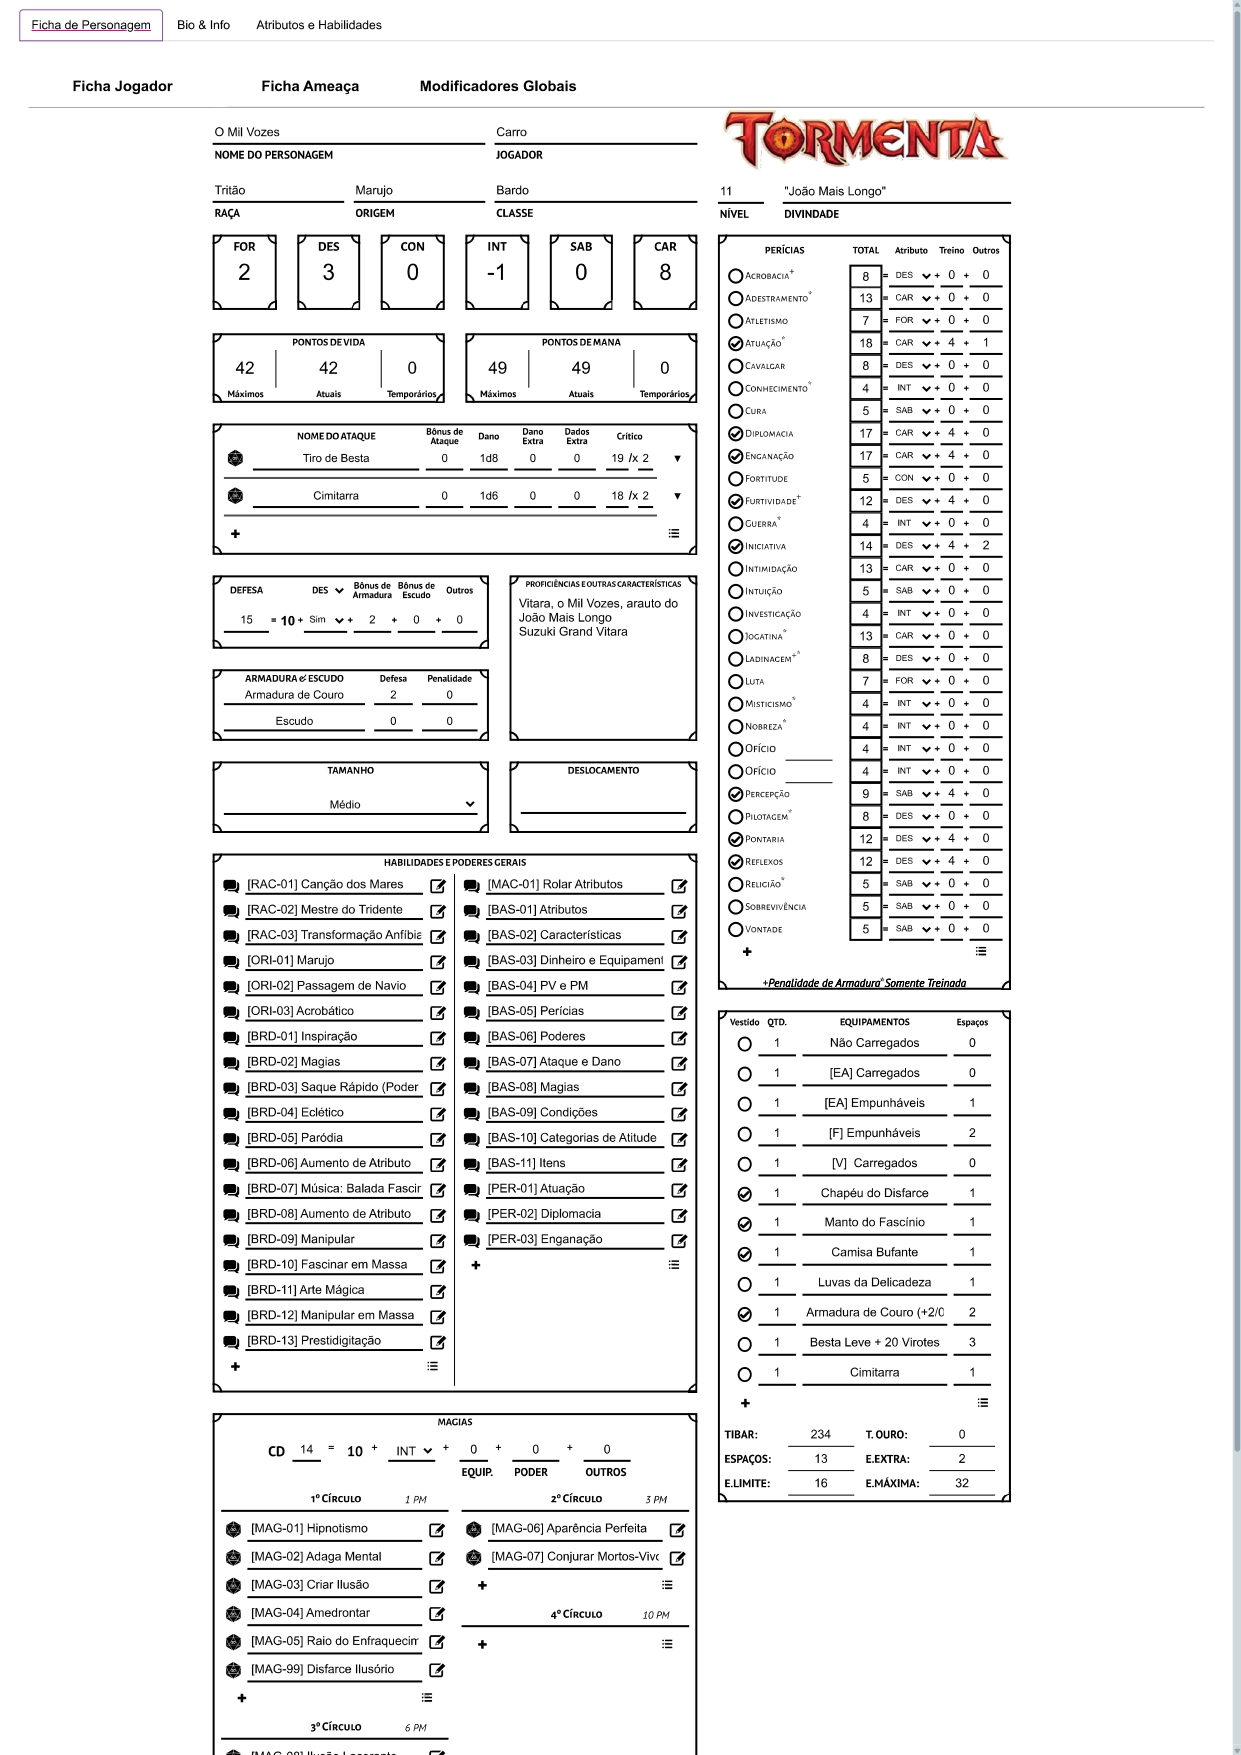 Ficha de Personagem Bio & Info Atributos e Habilidades
Ficha Jogador Ficha Ameaça Modificadores Globais
O Mil Vozes Carro
NOME DO PERSONAGEM JOGADOR
TORMENTA
Tritão Marujo Bardo 11 "João Mais Longo"
RAÇA ORIGEM CLASSE NÍVEL DIVINDADE
FOR DES CON INT SAB CAR
2 3 0 -1 0 8
PONTOS DE VIDA PONTOS DE MANA
42 42 0 49 49 0
Máximos Atuais Temporários Máximos Atuais Temporários
NOME DO ATAQUE Bônus de Ataque Dano Dano Extra Dados Extra Crítico
Tiro de Besta 0 1d8 0 0 19 /x 2
Cimitarra 0 1d6 0 0 18 /x 2
DEFESA DES Bônus de Armadura Bônus de Escudo Outros
15 = 10 + Sim + 2 + 0 + 0
ARMADURA & ESCUDO Defesa Penalidade
Armadura de Couro 2 0
Escudo 0 0
PROFICIÊNCIAS E OUTRAS CARACTERÍSTICAS
Vitara, o Mil Vozes, arauto do
João Mais Longo
Suzuki Grand Vitara
TAMANHO DESLOCAMENTO
Médio
HABILIDADES E PODERES GERAIS
[RAC-01] Canção dos Mares
[RAC-02] Mestre do Tridente
[RAC-03] Transformação Anfíbia
[ORI-01] Marujo
[ORI-02] Passagem de Navio
[ORI-03] Acrobático
[BRD-01] Inspiração
[BRD-02] Magias
[BRD-03] Saque Rápido (Poder
[BRD-04] Eclético
[BRD-05] Paródia
[BRD-06] Aumento de Atributo
[BRD-07] Música: Balada Fascir
[BRD-08] Aumento de Atributo
[BRD-09] Manipular
[BRD-10] Fascinar em Massa
[BRD-11] Arte Mágica
[BRD-12] Manipular em Massa
[BRD-13] Prestidigitação
[MAC-01] Rolar Atributos
[BAS-01] Atributos
[BAS-02] Características
[BAS-03] Dinheiro e Equipament
[BAS-04] PV e PM
[BAS-05] Perícias
[BAS-06] Poderes
[BAS-07] Ataque e Dano
[BAS-08] Magias
[BAS-09] Condições
[BAS-10] Categorias de Atitude
[BAS-11] Itens
[PER-01] Atuação
[PER-02] Diplomacia
[PER-03] Enganação
MAGIAS
CD 14 = 10 + INT + 0 + 0 + 0
EQUIP. PODER OUTROS
1º CÍRCULO 1 PM
[MAG-01] Hipnotismo
[MAG-02] Adaga Mental
[MAG-03] Criar Ilusão
[MAG-04] Amedrontar
[MAG-05] Raio do Enfraquecim
[MAG-99] Disfarce Ilusório
2º CÍRCULO 3 PM
[MAG-06] Aparência Perfeita
[MAG-07] Conjurar Mortos-Vivo
4º CÍRCULO 10 PM
3º CÍRCULO 6 PM
PERÍCIAS TOTAL Atributo Treino Outros
ACROBACIA+ 8 = DES + 0 + 0
ADESTRAMENTO* 13 = CAR + 0 + 0
ATLETISMO 7 = FOR + 0 + 0
ATUAÇÃO* 18 = CAR + 4 + 1
CAVALGAR 8 = DES + 0 + 0
CONHECIMENTO* 4 = INT + 0 + 0
CURA 5 = SAB + 0 + 0
DIPLOMACIA 17 = CAR + 4 + 0
ENGANAÇÃO 17 = CAR + 4 + 0
FORTITUDE 5 = CON + 0 + 0
FURTIVIDADE+ 12 = DES + 4 + 0
GUERRA* 4 = INT + 0 + 0
INICIATIVA 14 = DES + 4 + 2
INTIMIDAÇÃO 13 = CAR + 0 + 0
INTUIÇÃO 5 = SAB + 0 + 0
INVESTIGAÇÃO 4 = INT + 0 + 0
JOGATINA* 13 = CAR + 0 + 0
LADINAGEM+* 8 = DES + 0 + 0
LUTA 7 = FOR + 0 + 0
MISTICISMO* 4 = INT + 0 + 0
NOBREZA* 4 = INT + 0 + 0
OFÍCIO 4 = INT + 0 + 0
OFÍCIO 4 = INT + 0 + 0
PERCEPÇÃO 9 = SAB + 4 + 0
PILOTAGEM* 8 = DES + 0 + 0
PONTARIA 12 = DES + 4 + 0
REFLEXOS 12 = DES + 4 + 0
RELIGIÃO* 5 = SAB + 0 + 0
SOBREVIVÊNCIA 5 = SAB + 0 + 0
VONTADE 5 = SAB + 0 + 0
+Penalidade de Armadura *Somente Treinada
Vestido QTD. EQUIPAMENTOS Espaços
1 Não Carregados 0
1 [EA] Carregados 0
1 [EA] Empunháveis 1
1 [F] Empunháveis 2
1 [V] Carregados 0
1 Chapéu do Disfarce 1
1 Manto do Fascínio 1
1 Camisa Bufante 1
1 Luvas da Delicadeza 1
1 Armadura de Couro (+2/0 2
1 Besta Leve + 20 Virotes 3
1 Cimitarra 1
TIBAR: 234 T. OURO: 0
ESPAÇOS: 13 E.EXTRA: 2
E.LIMITE: 16 E.MÁXIMA: 32